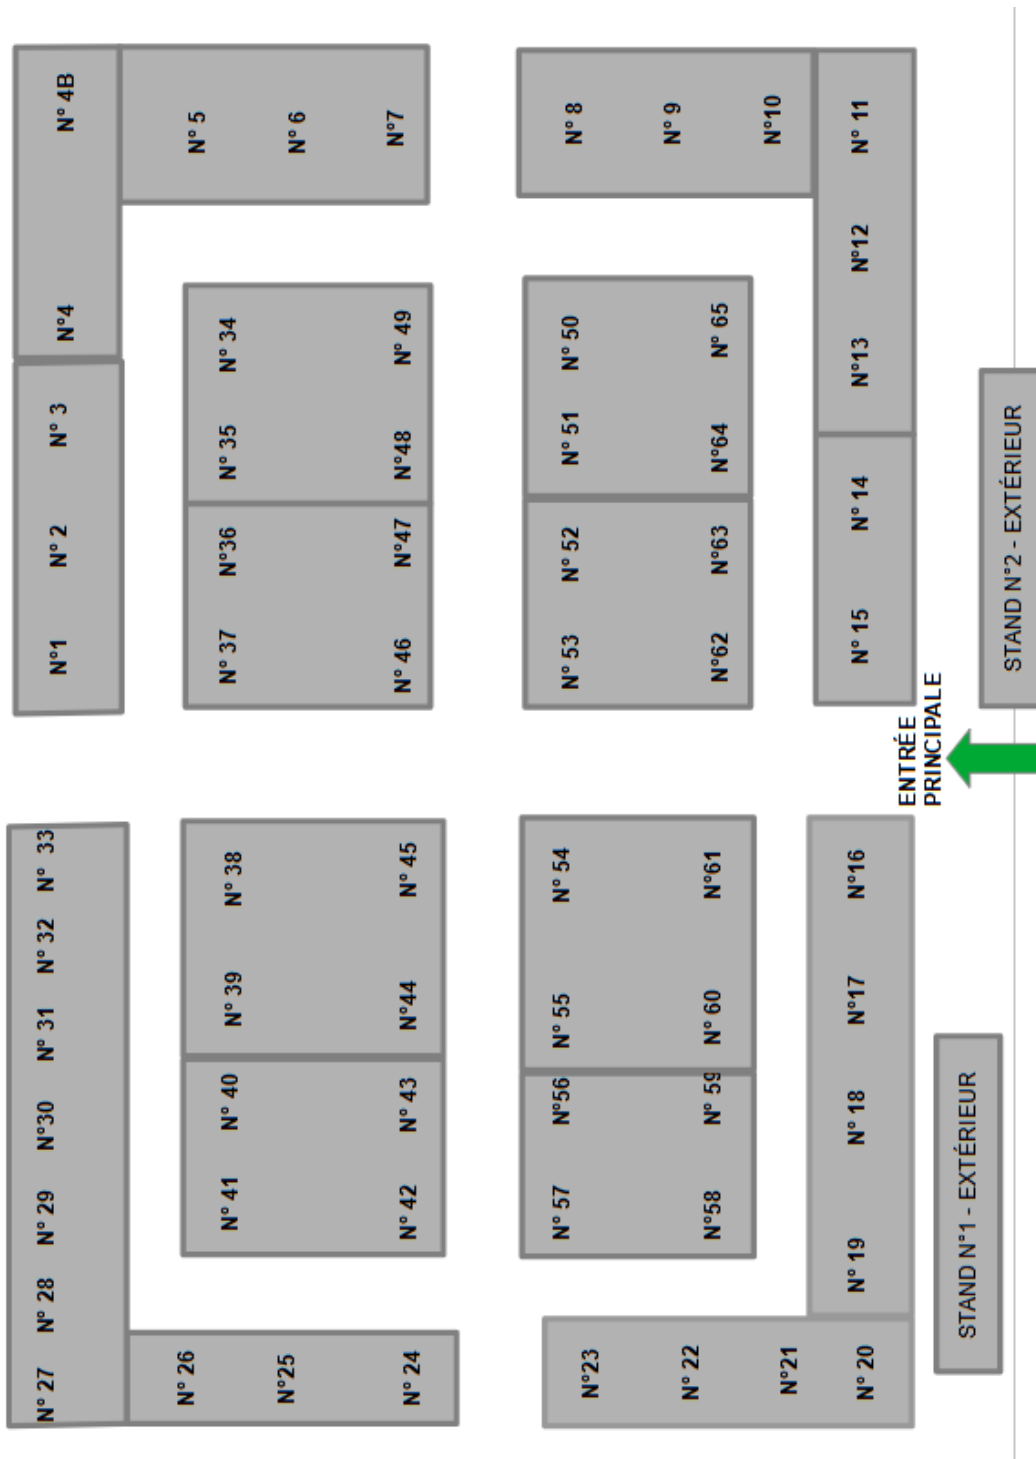 N° 27 N° 28 N° 29 N°30 N° 31 N° 32 N° 33 N°1 N° 2 N° 3 N°4 N° 4B
N° 26 N° 5
N° 41 N° 40 N° 39 N° 38 N° 37 N°36 N° 35 N° 34
N°25 N° 6
N° 24 N° 42 N° 43 N°44 N° 45 N° 46 N°47 N°48 N° 49 N°7
N°23 N° 57 N°56 N° 55 N° 54 N° 53 N° 52 N° 51 N° 50 N° 8
N° 22 N° 9
N°58 N° 59 N° 60 N°61 N°62 N°63 N°64 N° 65
N°21 N°10
N° 20 N° 19 N° 18 N°17 N°16 N° 15 N° 14 N°13 N°12 N° 11
ENTRÉE
PRINCIPALE
STAND N°1 - EXTÉRIEUR
STAND N°2 - EXTÉRIEUR